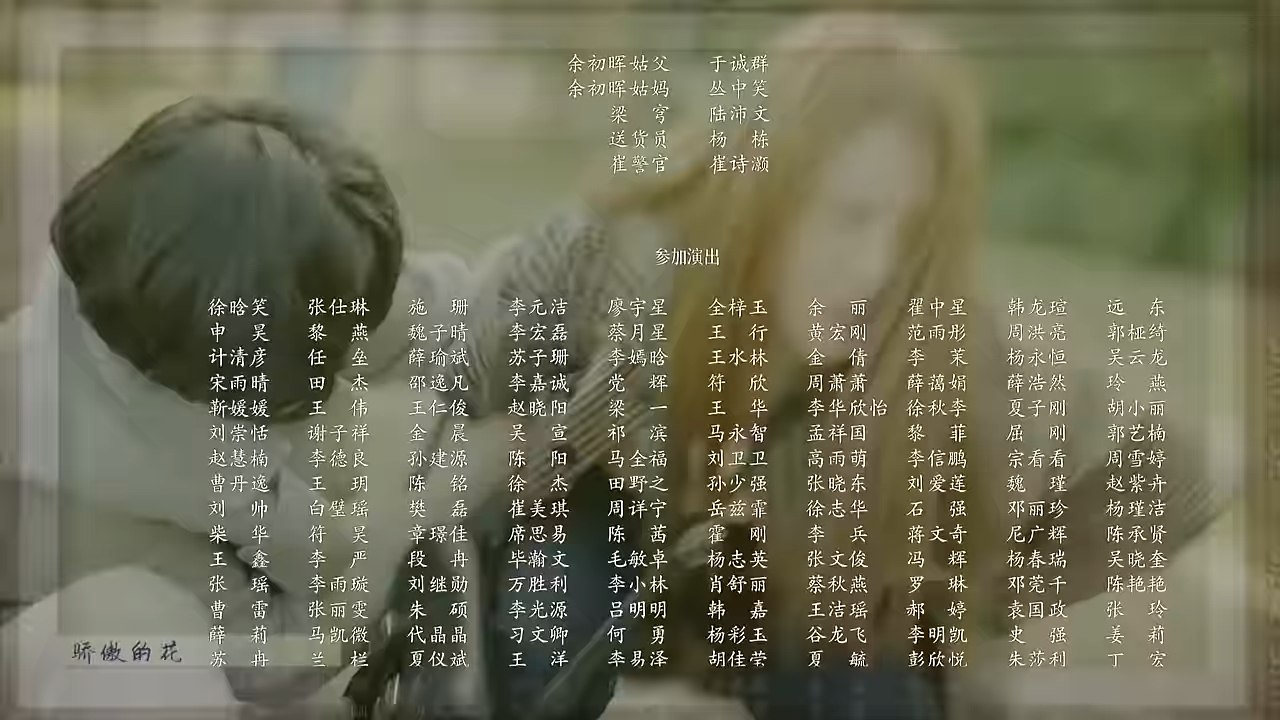 余初晖姑父 于诚群
余初晖姑妈 丛中笑
梁穹 陆沛文
送货员 杨栋
崔警官 崔诗灏
参加演出
徐晗笑 张仕琳 施珊 李元洁 廖宇星 全梓玉 余丽 翟中星 韩龙瑄 远东
申昊 黎燕 魏子晴 李宏磊 蔡月星 王行 黄宏刚 范雨彤 周洪亮 郭桠绮
计清彦 任垒 薛瑜斌 苏子珊 李嫣晗 王水林 金倩 李茉 杨永恒 吴云龙
宋雨晴 田杰 邵逸凡 李嘉诚 党辉 符欣 周萧萧 薛蔼娟 薛浩然 玲燕
靳媛媛 王伟 王仁俊 赵晓阳 梁一 王华 李华欣怡 徐秋李 夏子刚 胡小丽
刘崇恬 谢子祥 金晨 吴宣 祁滨 马永智 孟祥国 黎菲 屈刚 郭艺楠
赵慧楠 李德良 孙建源 陈阳 马全福 刘卫卫 高雨萌 李信鹏 宗看看 周雪婷
曹丹逸 王玥 陈铭 徐杰 田野之 孙少强 张晓东 刘爱莲 魏瑾 赵紫卉
刘帅 白璧瑶 樊磊 崔美琪 周详宁 岳兹霏 徐志华 石强 邓丽珍 杨瑾洁
柴华 符昊 章璟佳 席思易 陈茜 霍刚 李兵 蒋文奇 尼广辉 陈承贤
王鑫 李严 段冉 毕瀚文 毛敏卓 杨志英 张文俊 冯辉 杨春瑞 吴晓奎
张瑶 李雨璇 刘继勋 万胜利 李小林 肖舒丽 蔡秋燕 罗琳 邓莞千 陈艳艳
曹雷 张丽雯 朱硕 李光源 吕明明 韩嘉 王洁瑶 郝婷 袁国政 张玲
薛莉 马凯微 代晶晶 习文卿 何勇 杨彩玉 谷龙飞 李明凯 史强 姜莉
苏冉 兰栏 夏仪斌 王洋 李易泽 胡佳荣 夏毓 彭欣悦 朱莎利 丁宏
骄傲的花